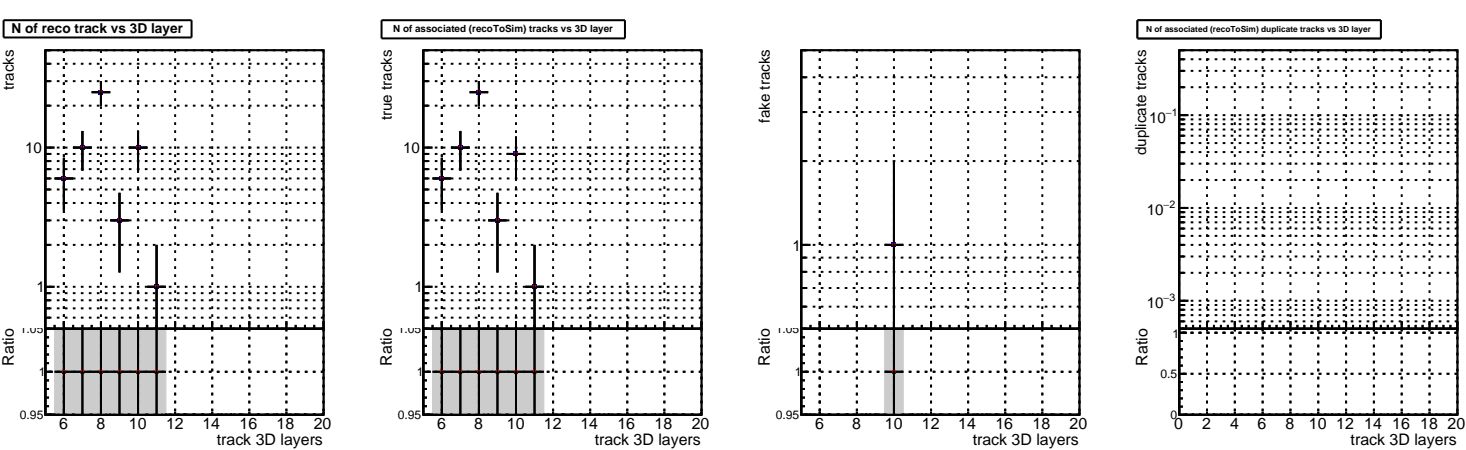 N of reco track vs 3D layer
tracks
10
1
Ratio
1.05
1
0.95
6 8 10 12 14 16 18 20
track 3D layers
N of associated (recoToSim) tracks vs 3D layer
true tracks
10
1
Ratio
1.05
1
0.95
6 8 10 12 14 16 18 20
track 3D layers
fake tracks
1
Ratio
1.05
1
0.95
6 8 10 12 14 16 18 20
track 3D layers
N of associated (recoToSim) duplicate tracks vs 3D layer
duplicate tracks
10⁻¹
10⁻²
10⁻³
Ratio
1
0.5
0
0 2 4 6 8 10 12 14 16 18 20
track 3D layers